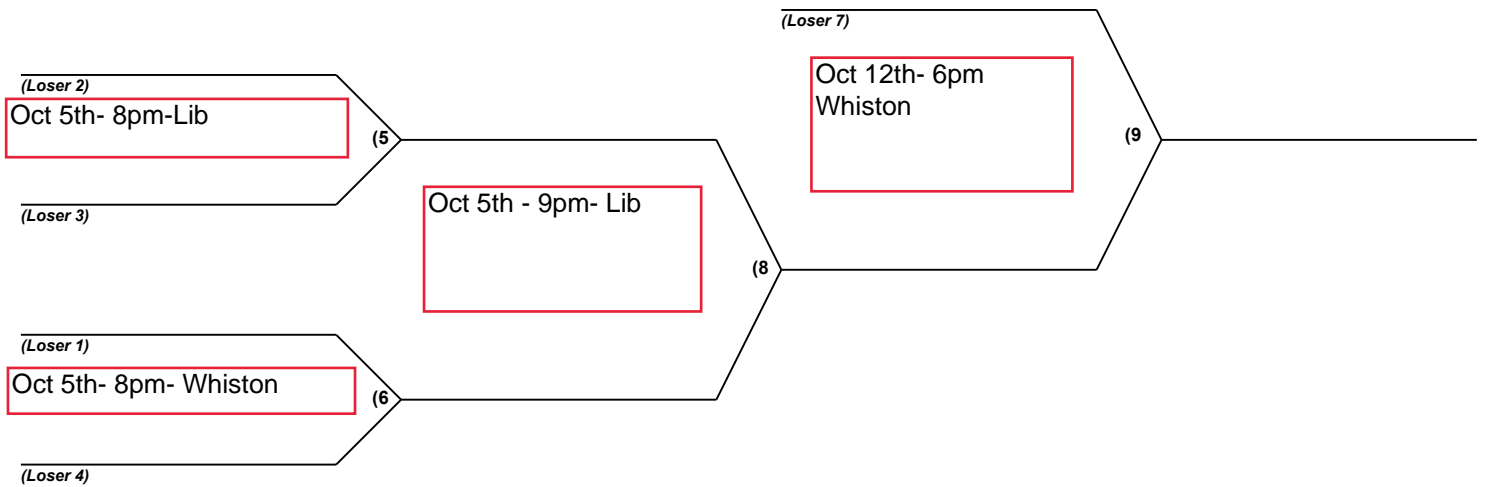 (Loser 7)
Oct 12th- 6pm
Whiston
(Loser 2)
Oct 5th- 8pm-Lib
(5
(9
(Loser 3)
Oct 5th - 9pm- Lib
(8
(Loser 1)
Oct 5th- 8pm- Whiston
(6
(Loser 4)